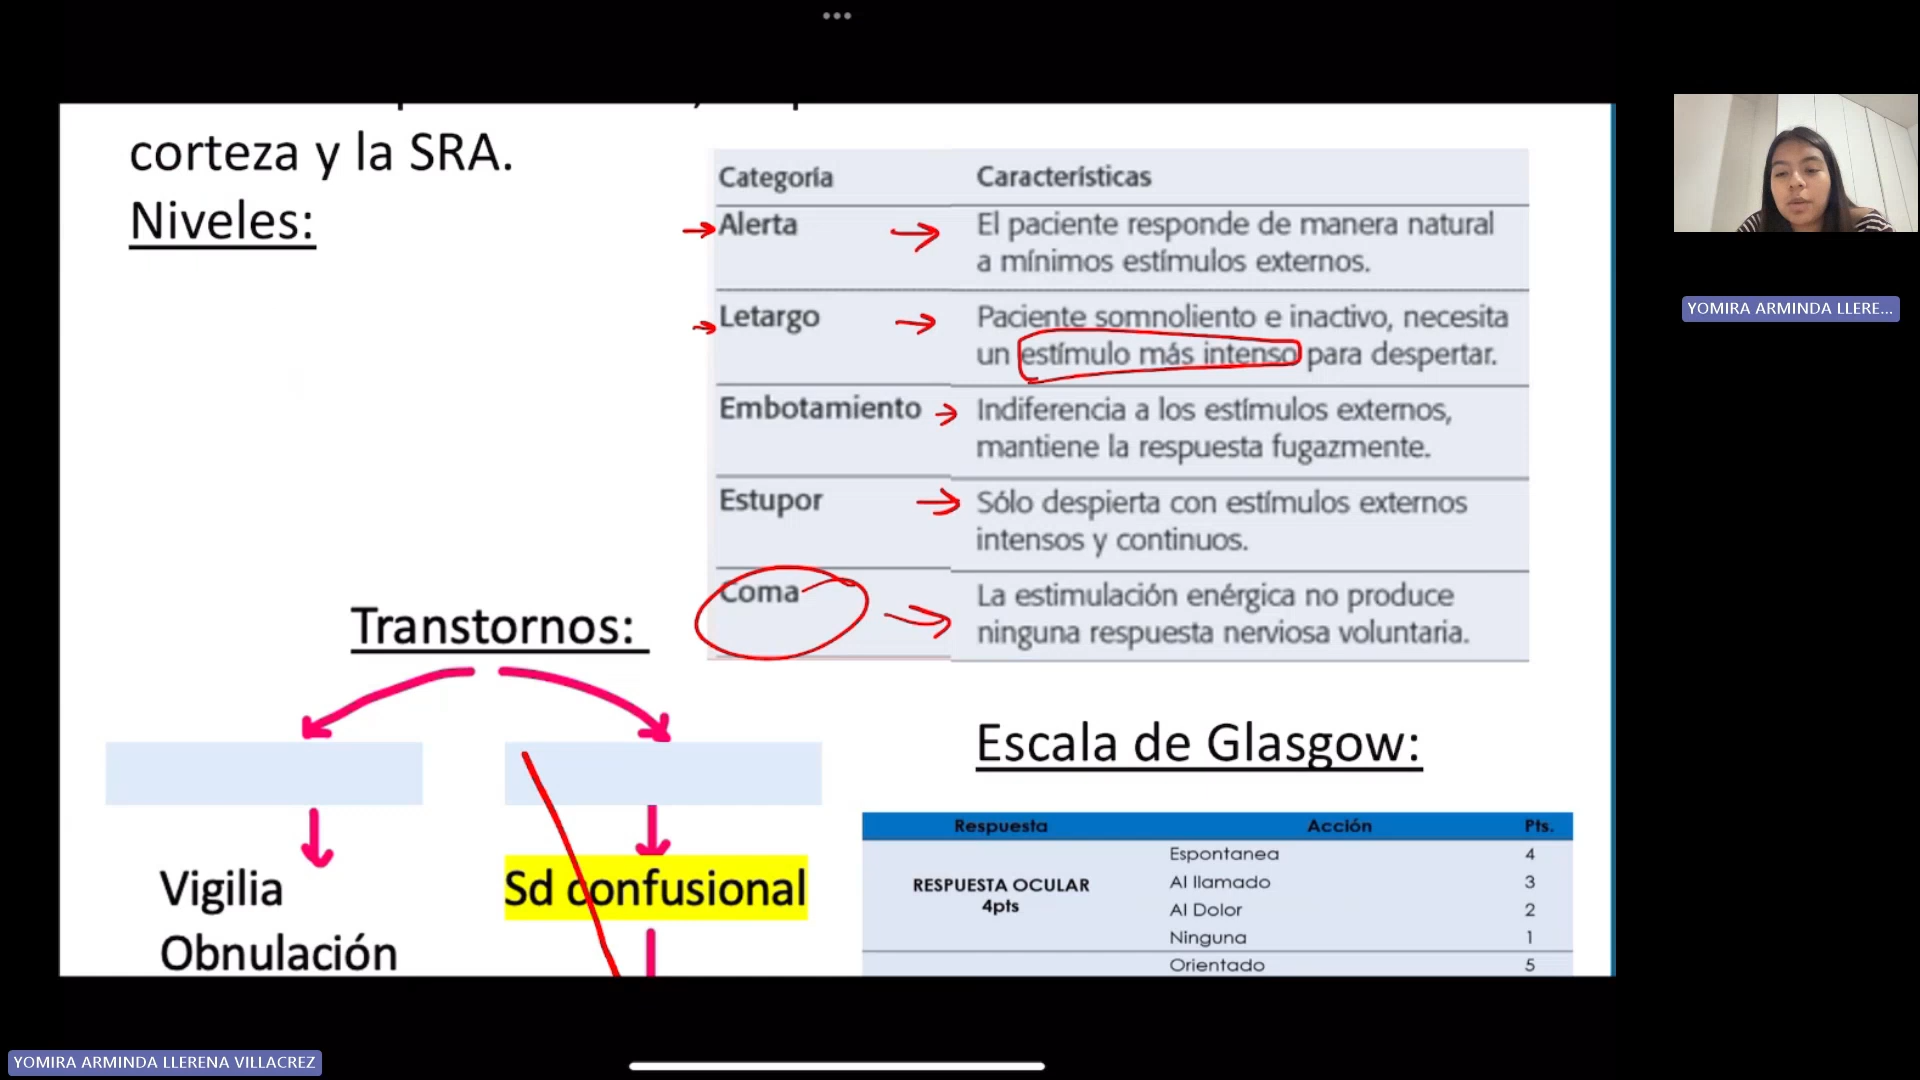 corteza y la SRA.
Niveles:
Categoría Características
Alerta El paciente responde de manera natural
a mínimos estímulos externos.
Letargo Paciente somnoliento e inactivo, necesita
un estímulo más intenso para despertar.
Embotamiento Indiferencia a los estímulos externos,
mantiene la respuesta fugazmente.
Estupor Sólo despierta con estímulos externos
intensos y continuos.
Coma La estimulación enérgica no produce
ninguna respuesta nerviosa voluntaria.
Transtornos:
Vigilia
Obnulación
Sd confusional
Escala de Glasgow:
Respuesta Acción Pts.
RESPUESTA OCULAR
4pts
Espontanea 4
Al llamado 3
Al Dolor 2
Ninguna 1
Orientado 5
YOMIRA ARMINDA LLERE...
YOMIRA ARMINDA LLERENA VILLACREZ